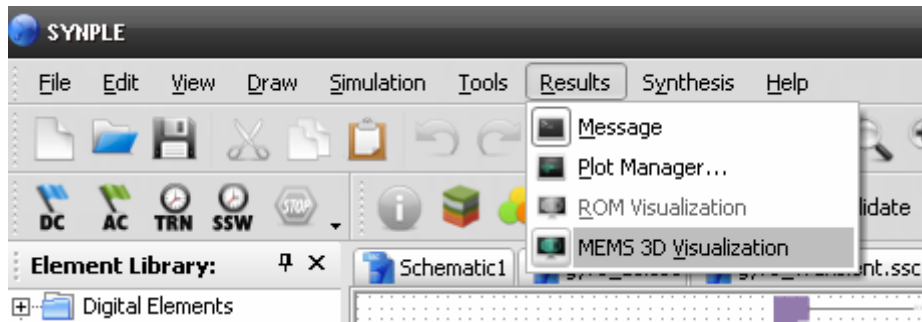 SYNPLE
File Edit View Draw Simulation Tools Results Synthesis Help
Message
Plot Manager...
ROM Visualization
MEMS 3D Visualization
DC AC TRN SSW STOP
Element Library:
Schematic1
Digital Elements